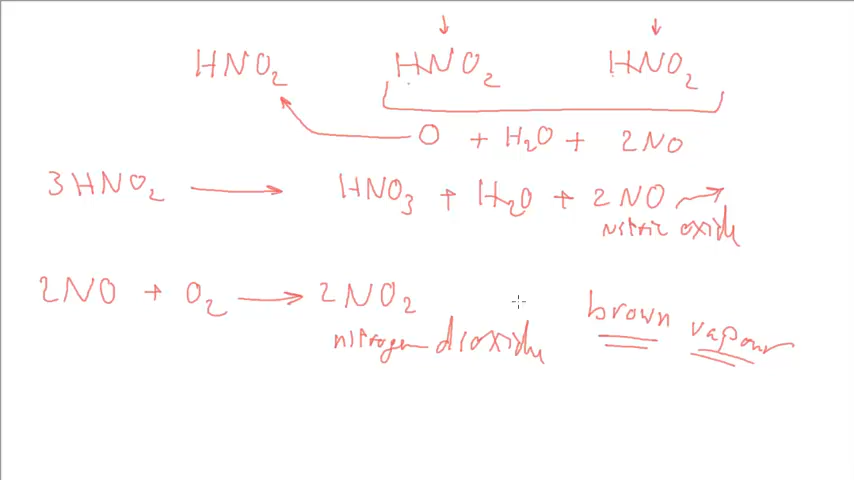 HNO₂ HNO₂ HNO₂
O + H₂O + 2NO
3HNO₂ → HNO₃ + H₂O + 2NO
nitric oxide
2NO + O₂ → 2NO₂
brown vapour
nitrogen dioxide